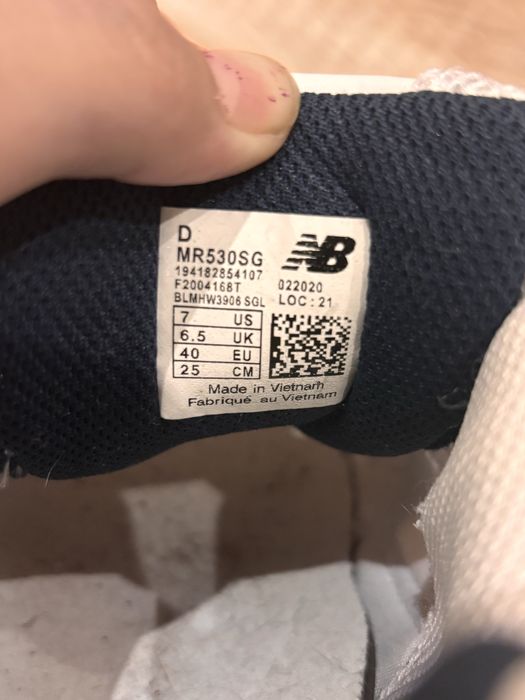 D
MR530SG
NB
194182854107
F2004168T
022020
BLMHW3906 SGL
LOC : 21
7 US
6.5 UK
40 EU
25 CM
Made in Vietnam
Fabriqué au Vietnam